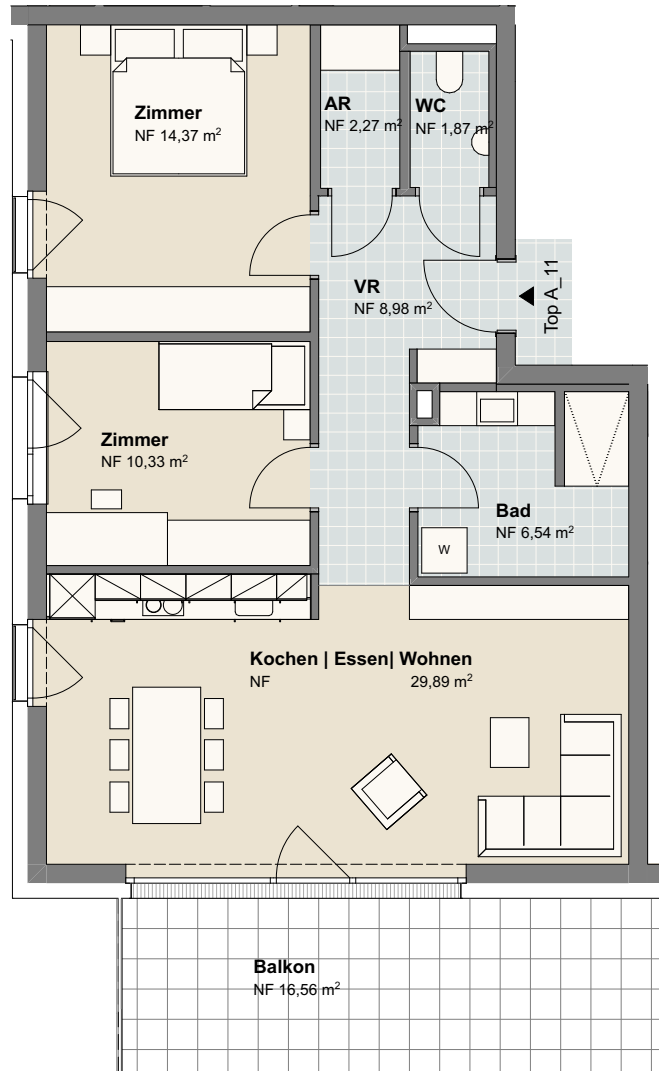 Zimmer
NF 14,37 m²
AR
NF 2,27 m²
WC
NF 1,87 m²
VR
NF 8,98 m²
Top A_11
Zimmer
NF 10,33 m²
Bad
NF 6,54 m²
W
Kochen | Essen| Wohnen
NF 29,89 m²
Balkon
NF 16,56 m²